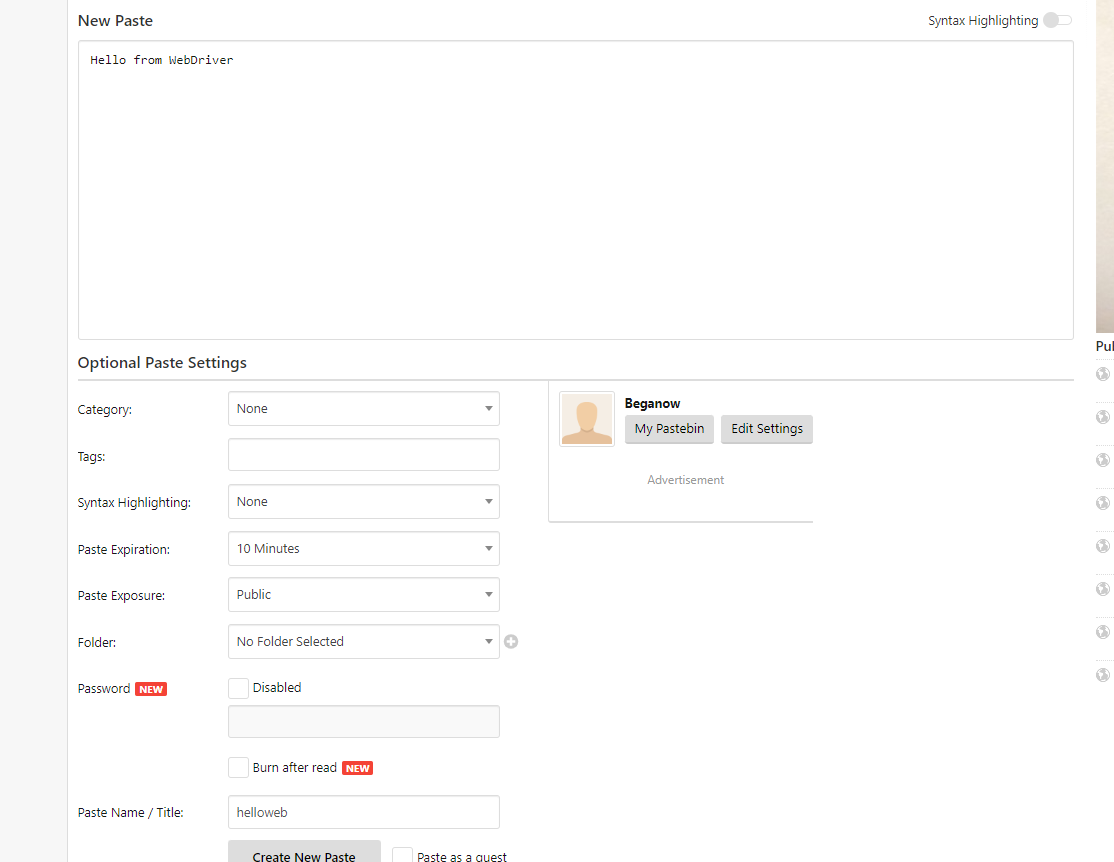 New Paste
Syntax Highlighting
Hello from WebDriver
Optional Paste Settings
Category: None
Tags:
Syntax Highlighting: None
Paste Expiration: 10 Minutes
Paste Exposure: Public
Folder: No Folder Selected
Password NEW Disabled
Burn after read NEW
Paste Name / Title: helloweb
Create New Paste Paste as a guest
Beganow
My Pastebin Edit Settings
Advertisement